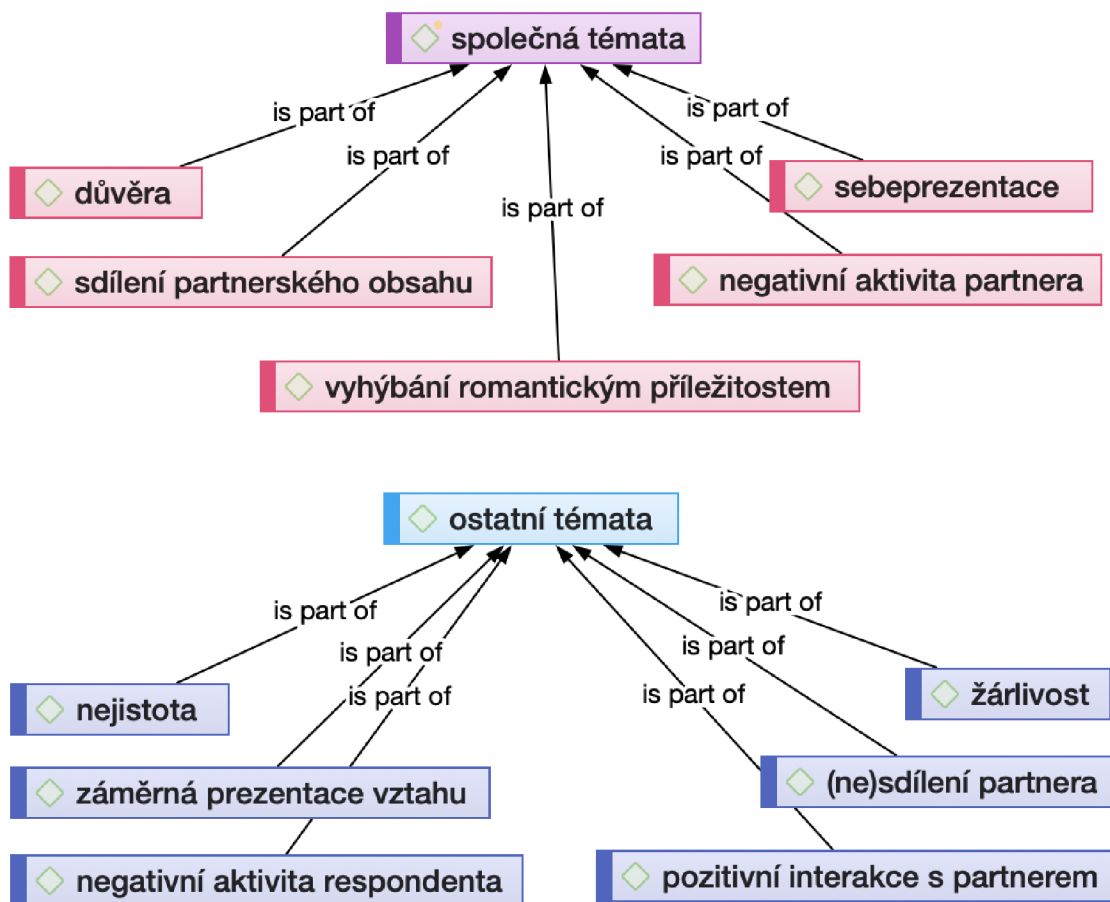 společná témata
is part of
is part of
is part of
is part of
is part of
důvěra
sebeprezentace
sdílení partnerského obsahu
negativní aktivita partnera
vyhýbání romantickým příležitostem
ostatní témata
is part of
is part of
is part of
is part of
is part of
is part of
nejistota
žárlivost
záměrná prezentace vztahu
(ne)sdílení partnera
negativní aktivita respondenta
pozitivní interakce s partnerem